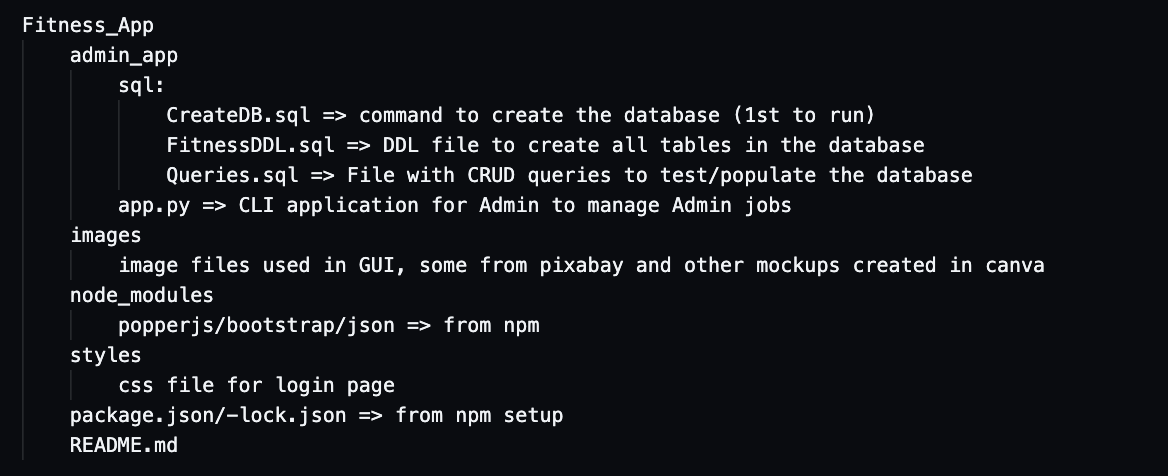 Fitness_App
admin_app
sql:
CreateDB.sql => command to create the database (1st to run)
FitnessDDL.sql => DDL file to create all tables in the database
Queries.sql => File with CRUD queries to test/populate the database
app.py => CLI application for Admin to manage Admin jobs
images
image files used in GUI, some from pixabay and other mockups created in canva
node_modules
popperjs/bootstrap/json => from npm
styles
css file for login page
package.json/-lock.json => from npm setup
README.md